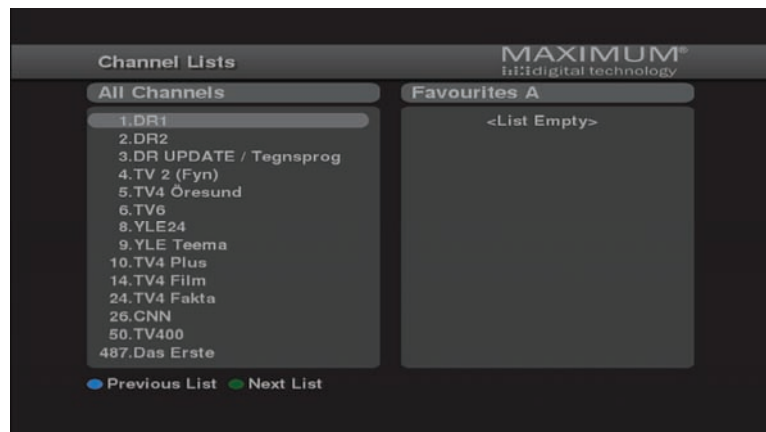 Channel Lists
MAXIMUM®
digital technology
All Channels
1.DR1
2.DR2
3.DR UPDATE / Tegnsprog
4.TV 2 (Fyn)
5.TV4 Öresund
6.TV6
8.YLE24
9.YLE Teema
10.TV4 Plus
14.TV4 Film
24.TV4 Fakta
26.CNN
50.TV400
487.Das Erste
Favourites A
<List Empty>
Previous List
Next List